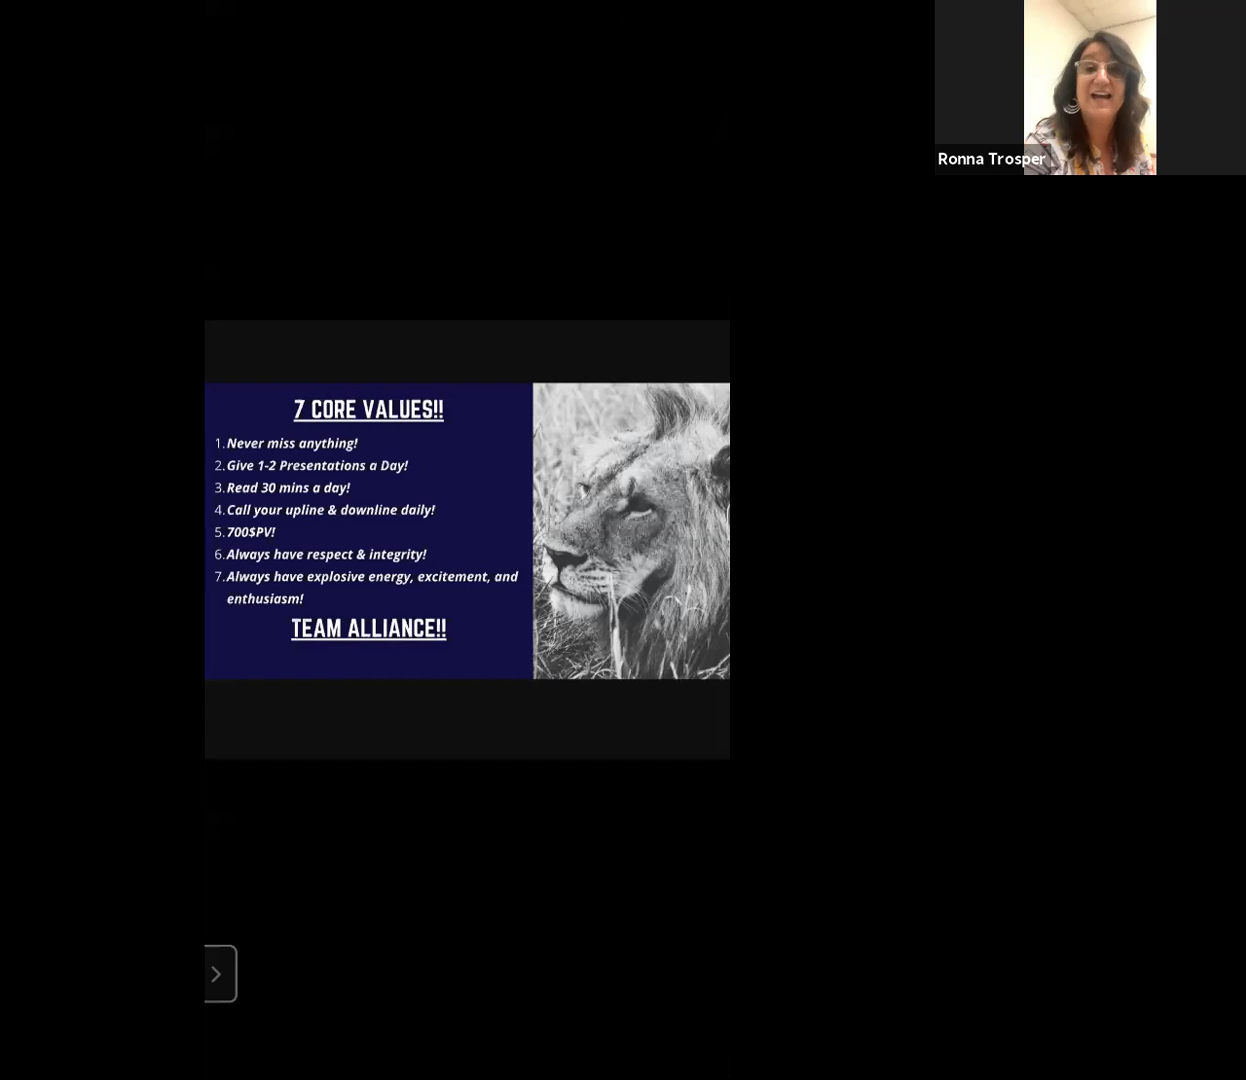 Ronna Trosper
7 CORE VALUES!!
1. Never miss anything!
2. Give 1-2 Presentations a Day!
3. Read 30 mins a day!
4. Call your upline & downline daily!
5. 700$PV!
6. Always have respect & integrity!
7. Always have explosive energy, excitement, and
enthusiasm!
TEAM ALLIANCE!!